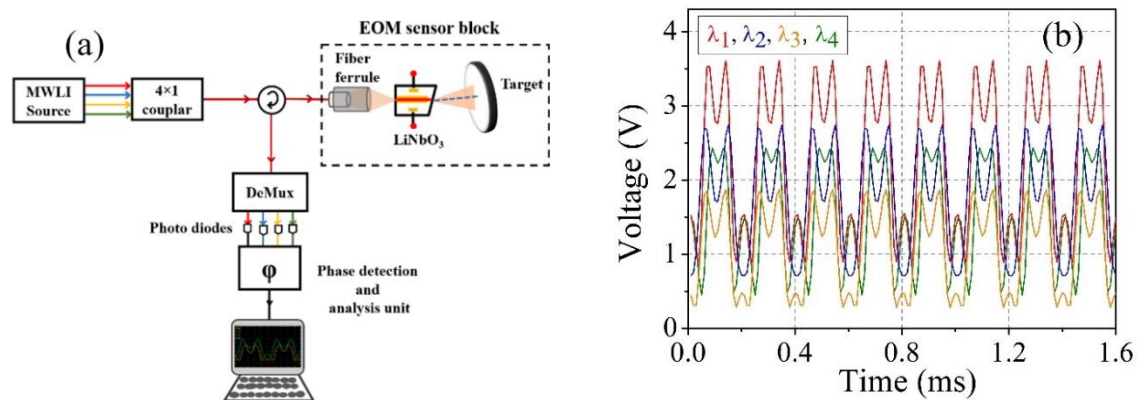 (a)
EOM sensor block
Fiber
ferrule
Target
MWLI
Source
4×1
couplar
LiNbO3
DeMux
Photo diodes
φ
Phase detection
and
analysis unit
(b)
λ1, λ2, λ3, λ4
Voltage (V)
4
3
2
1
0
0.0 0.4 0.8 1.2 1.6
Time (ms)